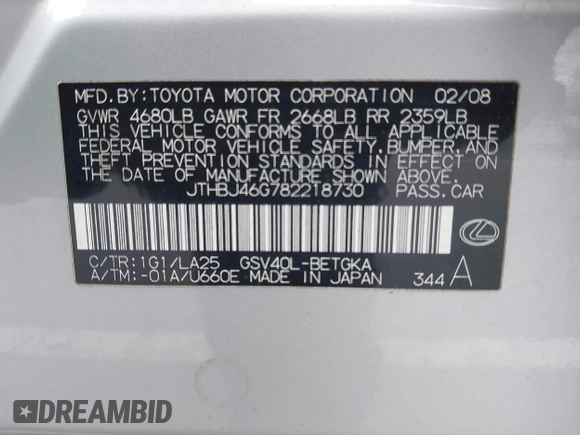 MFD. BY: TOYOTA MOTOR CORPORATION 02/08
GVWR 4680LB GAWR FR 2668LB RR 2359LB
THIS VEHICLE CONFORMS TO ALL APPLICABLE
FEDERAL MOTOR VEHICLE SAFETY, BUMPER, AND
THEFT PREVENTION STANDARDS IN EFFECT ON
THE DATE OF MANUFACTURE SHOWN ABOVE.
JTHBJ46G782218730 PASS. CAR
C/TR: 1G1/LA25 GSV40L-BETGKA
A/TM: -01A/U660E MADE IN JAPAN 344 A
DREAMBID